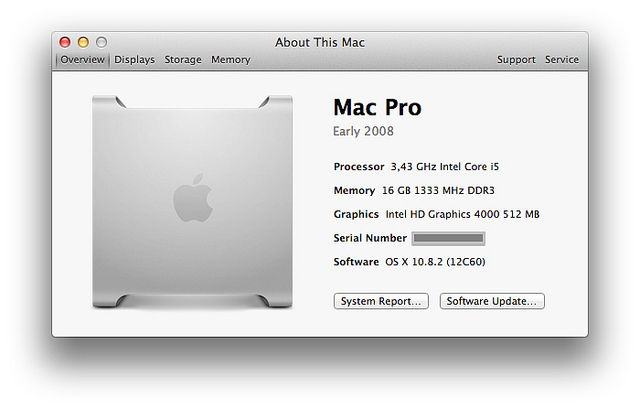 About This Mac
Overview Displays Storage Memory Support Service
Mac Pro
Early 2008
Processor 3,43 GHz Intel Core i5
Memory 16 GB 1333 MHz DDR3
Graphics Intel HD Graphics 4000 512 MB
Serial Number
Software OS X 10.8.2 (12C60)
System Report... Software Update...